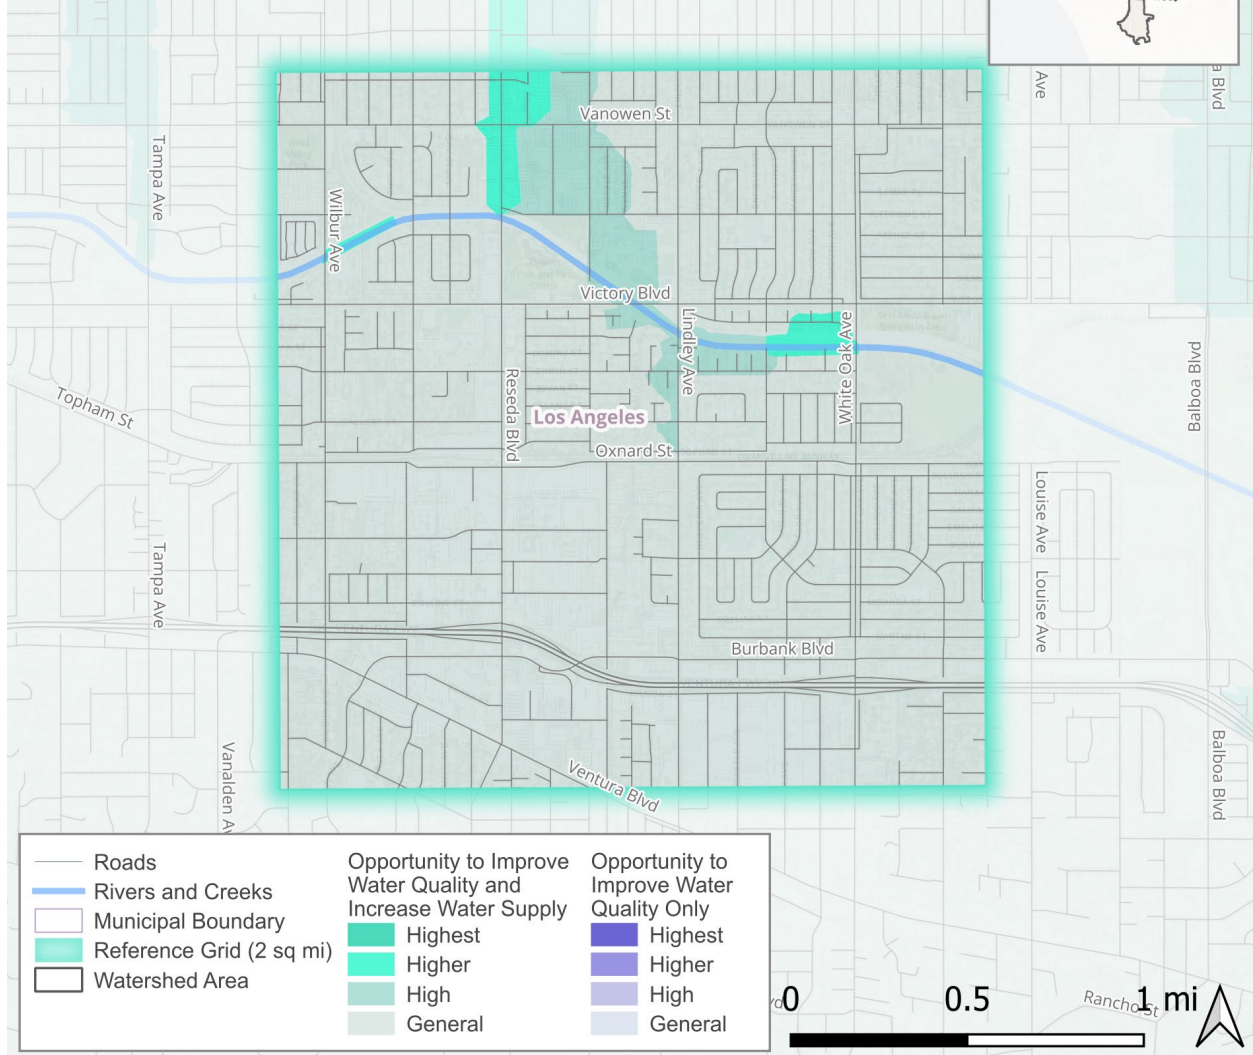 Ave
a Blvd
Vanowen St
Tampa Ave
Wilbur Ave
Victory Blvd
Lindley Ave
White Oak Ave
Balboa Blvd
Reseda Blvd
Topham St
Los Angeles
Oxnard St
Louise Ave
Tampa Ave
Louise Ave
Burbank Blvd
Vanalden Av
Ventura Blvd
Balboa Blvd
Roads
Rivers and Creeks
Municipal Boundary
Reference Grid (2 sq mi)
Watershed Area
Opportunity to Improve
Water Quality and
Increase Water Supply
Highest
Higher
High
General
Opportunity to
Improve Water
Quality Only
Highest
Higher
High
General
vd
0 0.5 1 mi
Rancho St